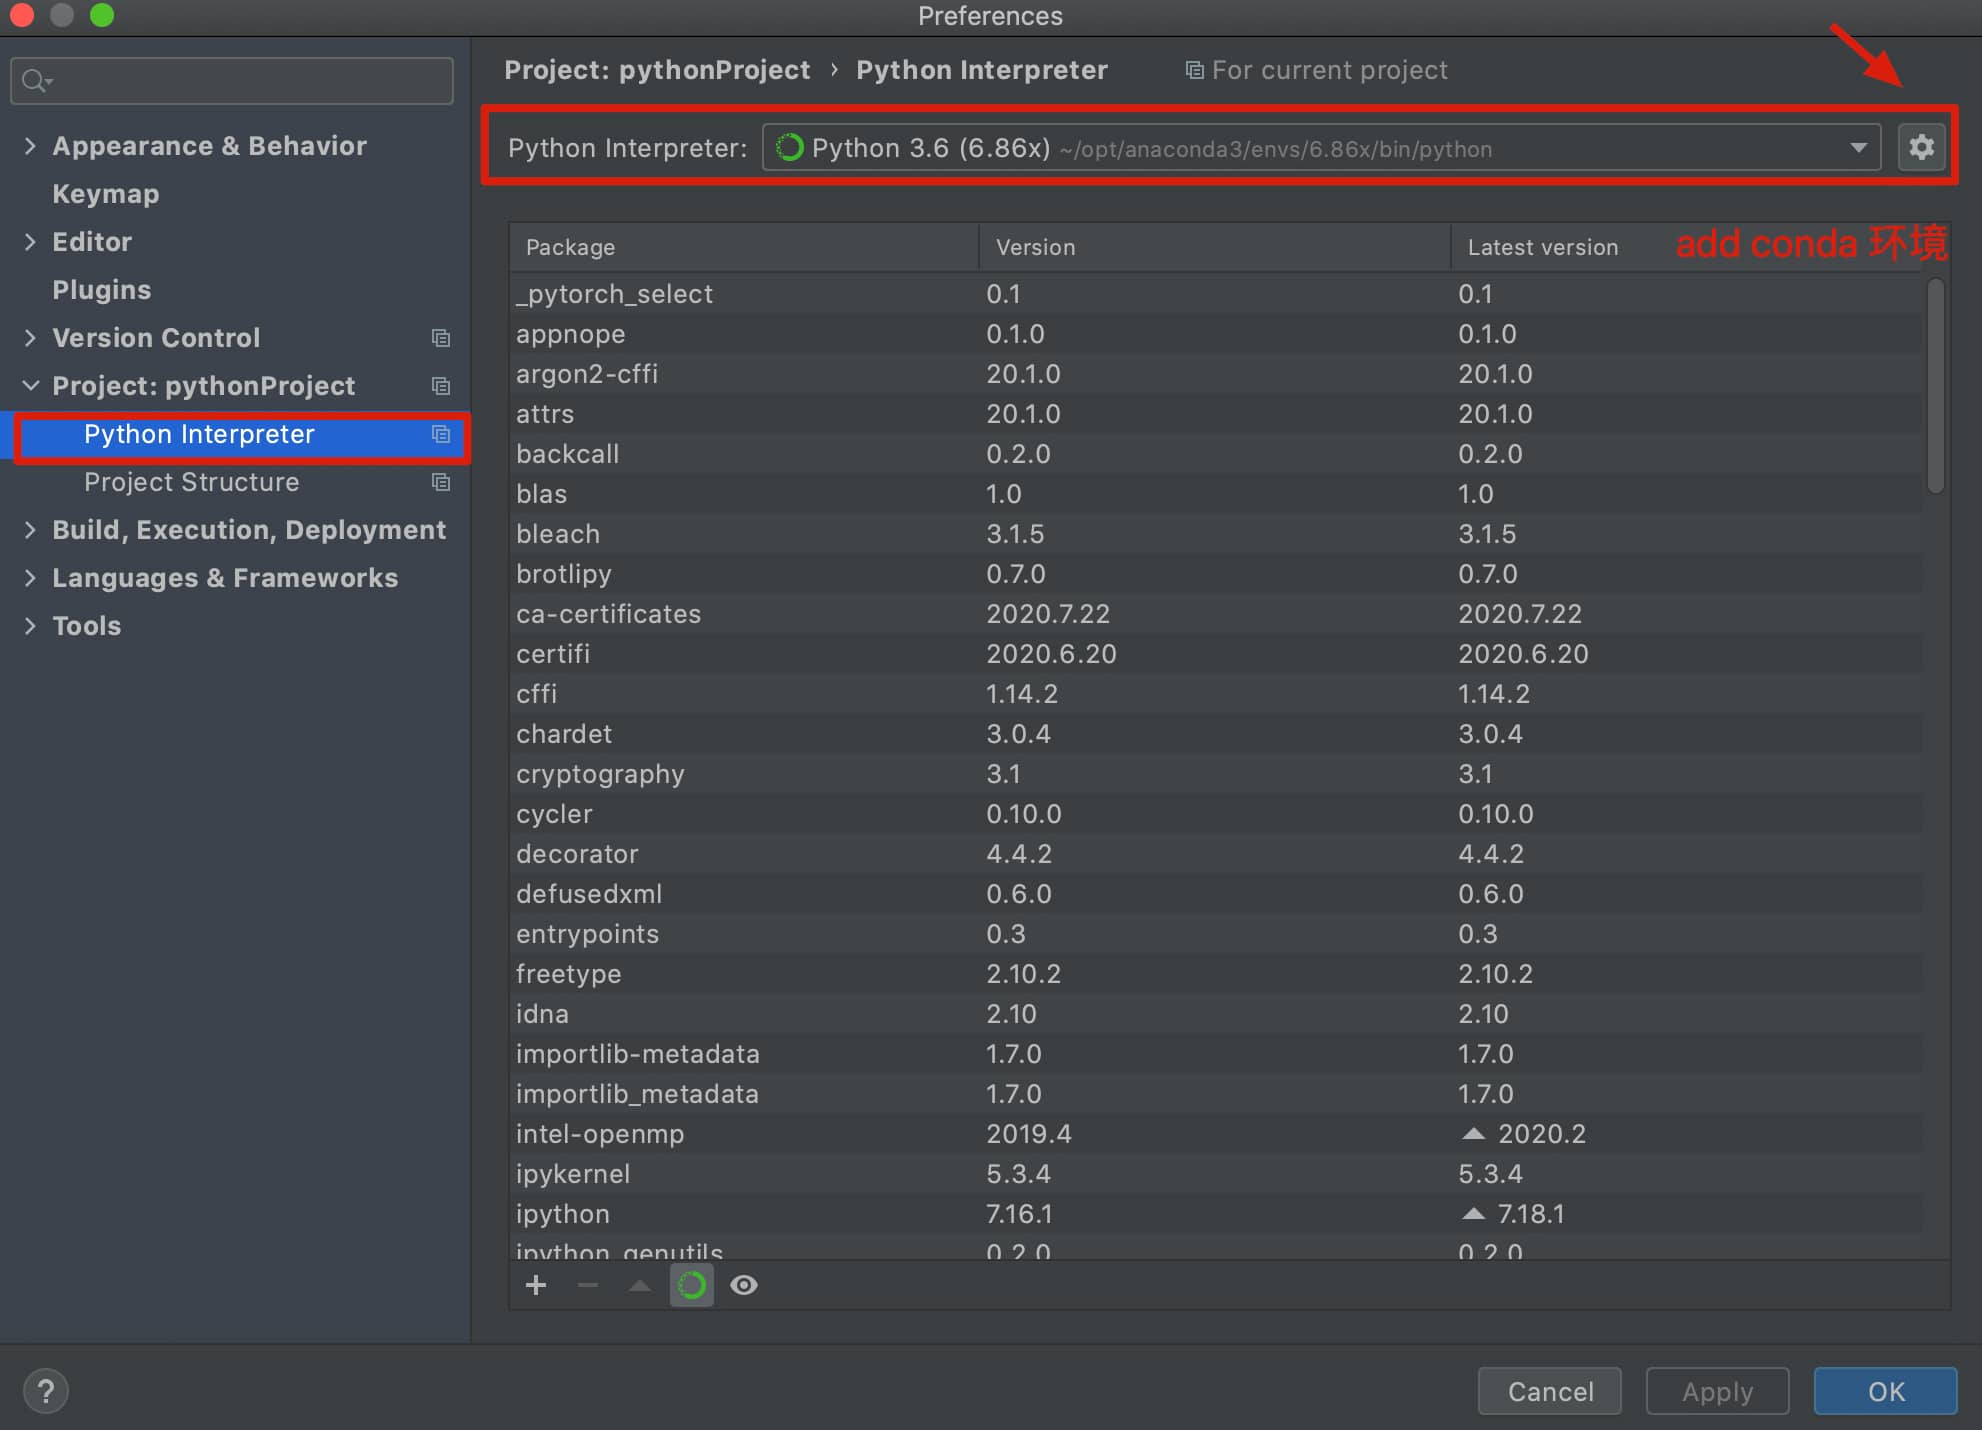 Preferences
Appearance & Behavior
Keymap
Editor
Plugins
Version Control
Project: pythonProject
Python Interpreter
Project Structure
Build, Execution, Deployment
Languages & Frameworks
Tools
Project: pythonProject › Python Interpreter For current project
Python Interpreter: Python 3.6 (6.86x) ~/opt/anaconda3/envs/6.86x/bin/python
Package Version Latest version add conda 环境
_pytorch_select 0.1 0.1
appnope 0.1.0 0.1.0
argon2-cffi 20.1.0 20.1.0
attrs 20.1.0 20.1.0
backcall 0.2.0 0.2.0
blas 1.0 1.0
bleach 3.1.5 3.1.5
brotlipy 0.7.0 0.7.0
ca-certificates 2020.7.22 2020.7.22
certifi 2020.6.20 2020.6.20
cffi 1.14.2 1.14.2
chardet 3.0.4 3.0.4
cryptography 3.1 3.1
cycler 0.10.0 0.10.0
decorator 4.4.2 4.4.2
defusedxml 0.6.0 0.6.0
entrypoints 0.3 0.3
freetype 2.10.2 2.10.2
idna 2.10 2.10
importlib-metadata 1.7.0 1.7.0
importlib_metadata 1.7.0 1.7.0
intel-openmp 2019.4 2020.2
ipykernel 5.3.4 5.3.4
ipython 7.16.1 7.18.1
ipython_genutils 0.2.0 0.2.0
?
Cancel Apply OK